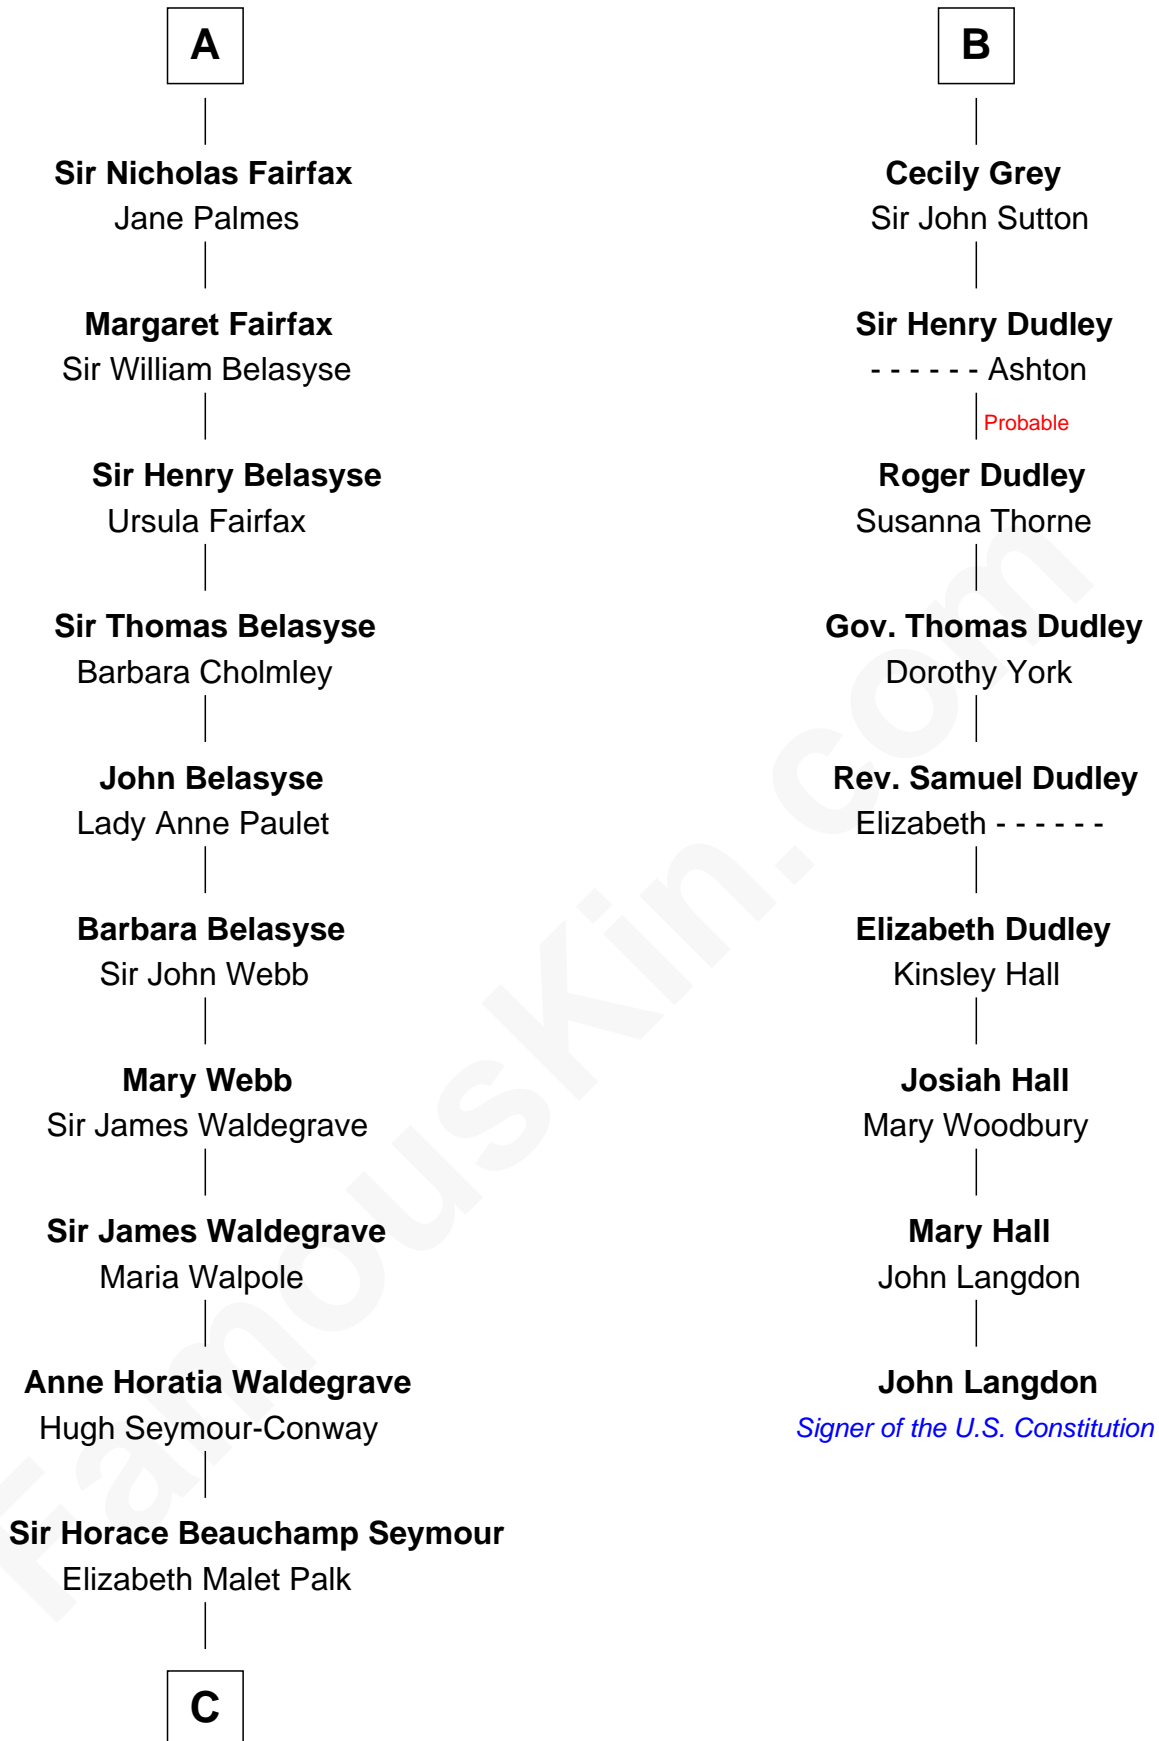 A
Sir Nicholas Fairfax
Jane Palmes
Margaret Fairfax
Sir William Belasyse
Sir Henry Belasyse
Ursula Fairfax
Sir Thomas Belasyse
Barbara Cholmley
John Belasyse
Lady Anne Paulet
Barbara Belasyse
Sir John Webb
Mary Webb
Sir James Waldegrave
Sir James Waldegrave
Maria Walpole
Anne Horatia Waldegrave
Hugh Seymour-Conway
Sir Horace Beauchamp Seymour
Elizabeth Malet Palk
C
B
Cecily Grey
Sir John Sutton
Sir Henry Dudley
- - - - - - Ashton
Probable
Roger Dudley
Susanna Thorne
Gov. Thomas Dudley
Dorothy York
Rev. Samuel Dudley
Elizabeth - - - - - -
Elizabeth Dudley
Kinsley Hall
Josiah Hall
Mary Woodbury
Mary Hall
John Langdon
John Langdon
Signer of the U.S. Constitution
FamousKin.com